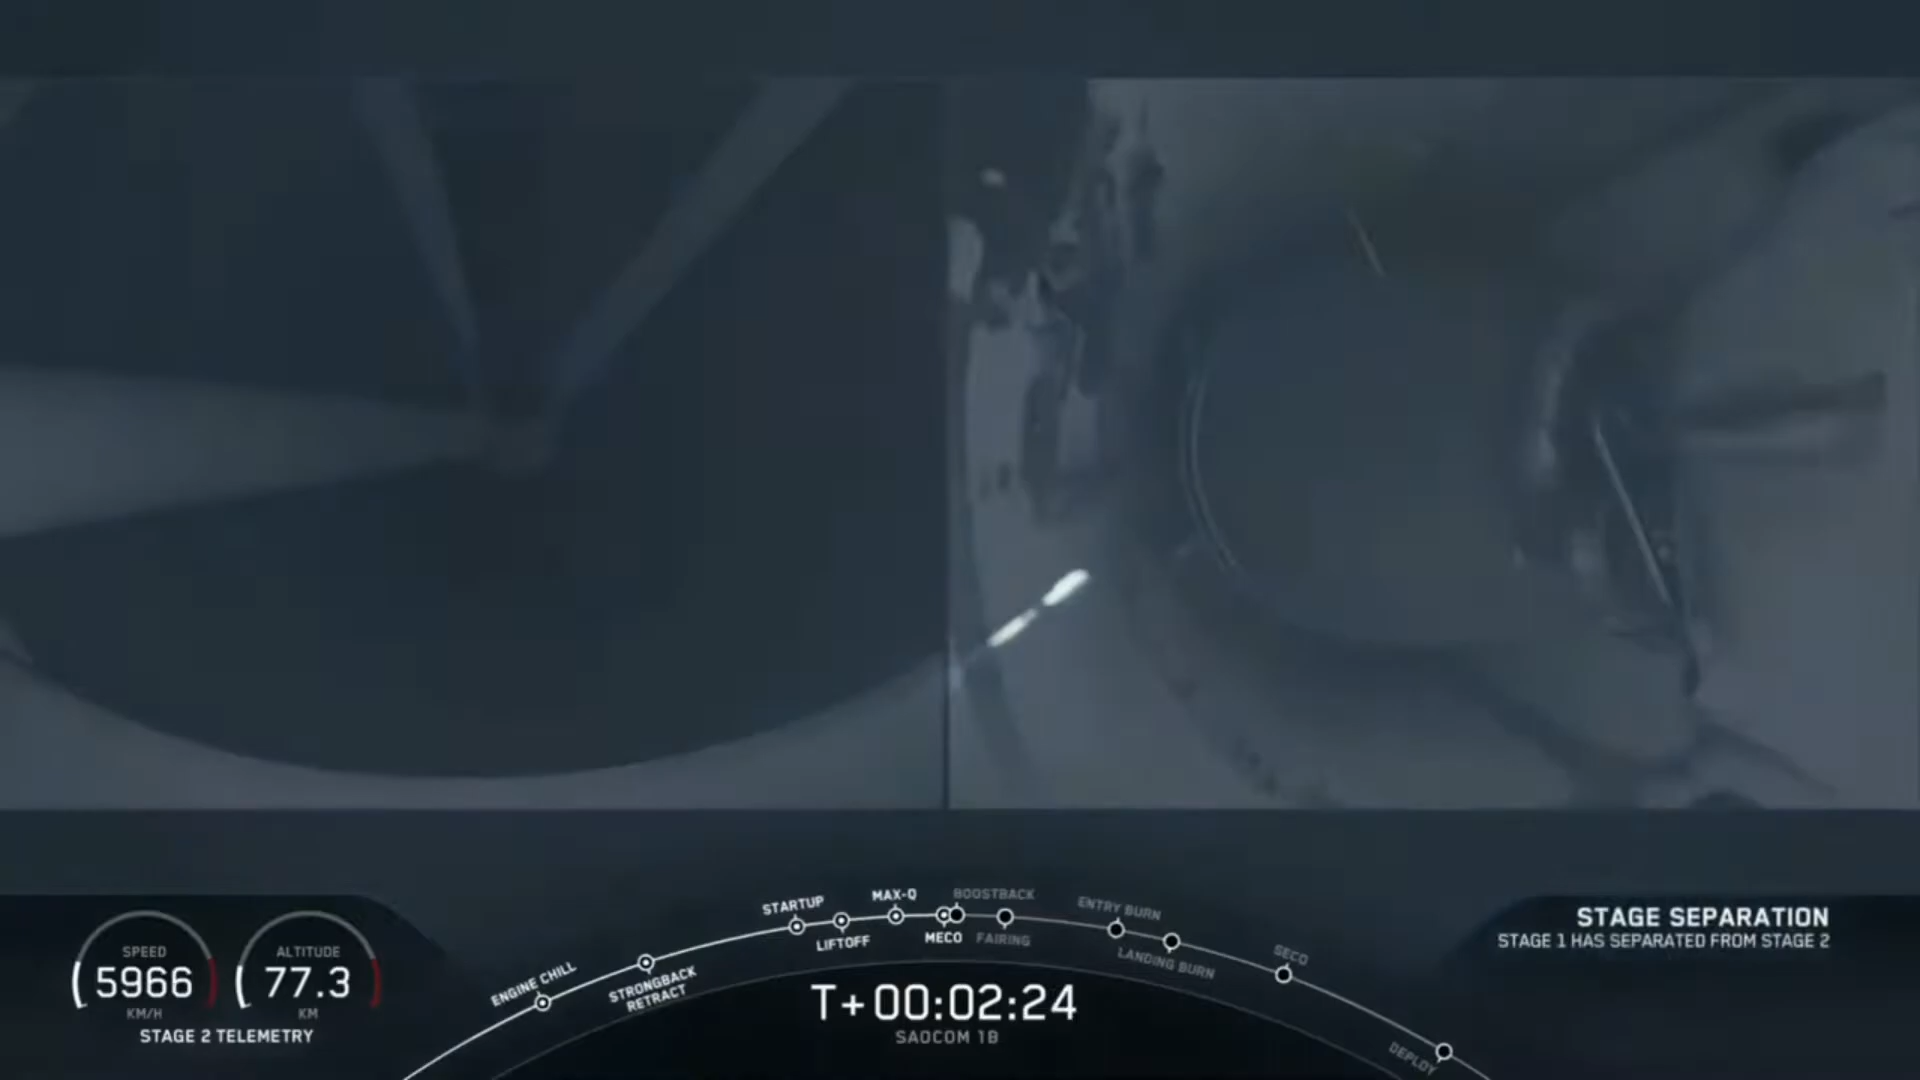 SPEED
5966
KM/H
ALTITUDE
77.3
KM
STAGE 2 TELEMETRY
ENGINE CHILL
STRONGBACK
RETRACT
STARTUP
LIFTOFF
MAX-Q
MECO
BOOSTBACK
FAIRING
ENTRY BURN
LANDING BURN
SECO
DEPLOY
T+00:02:24
SAOCOM 1B
STAGE SEPARATION
STAGE 1 HAS SEPARATED FROM STAGE 2